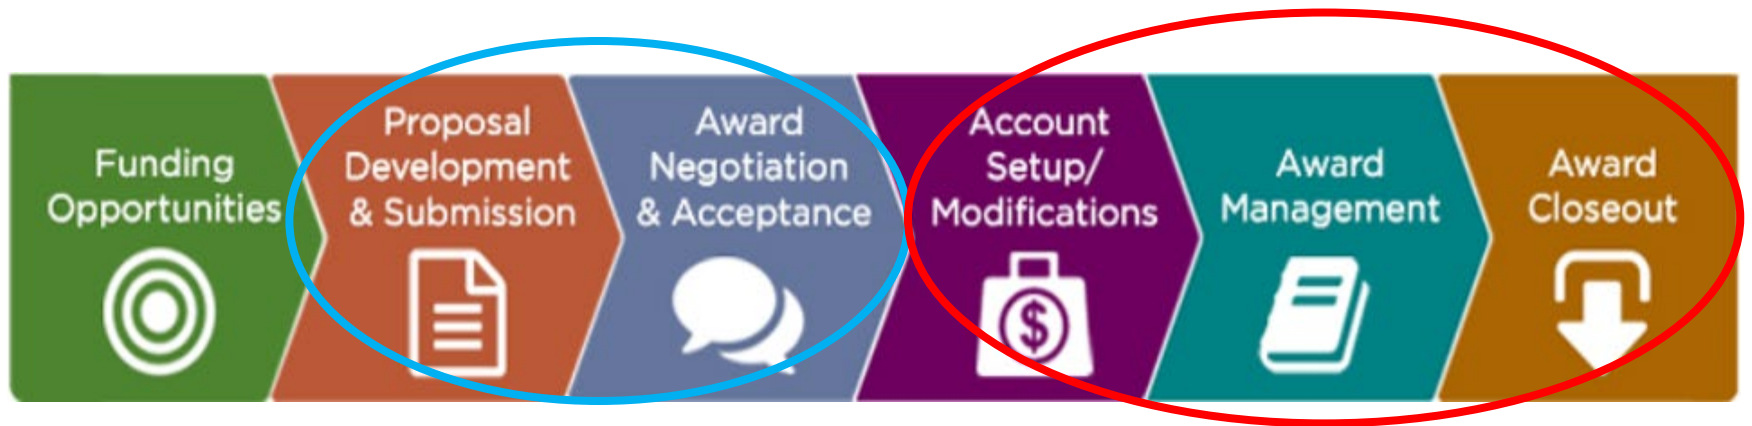 Funding
Opportunities
Proposal
Development
& Submission
Award
Negotiation
& Acceptance
Account
Setup/
Modifications
$
Award
Management
Award
Closeout